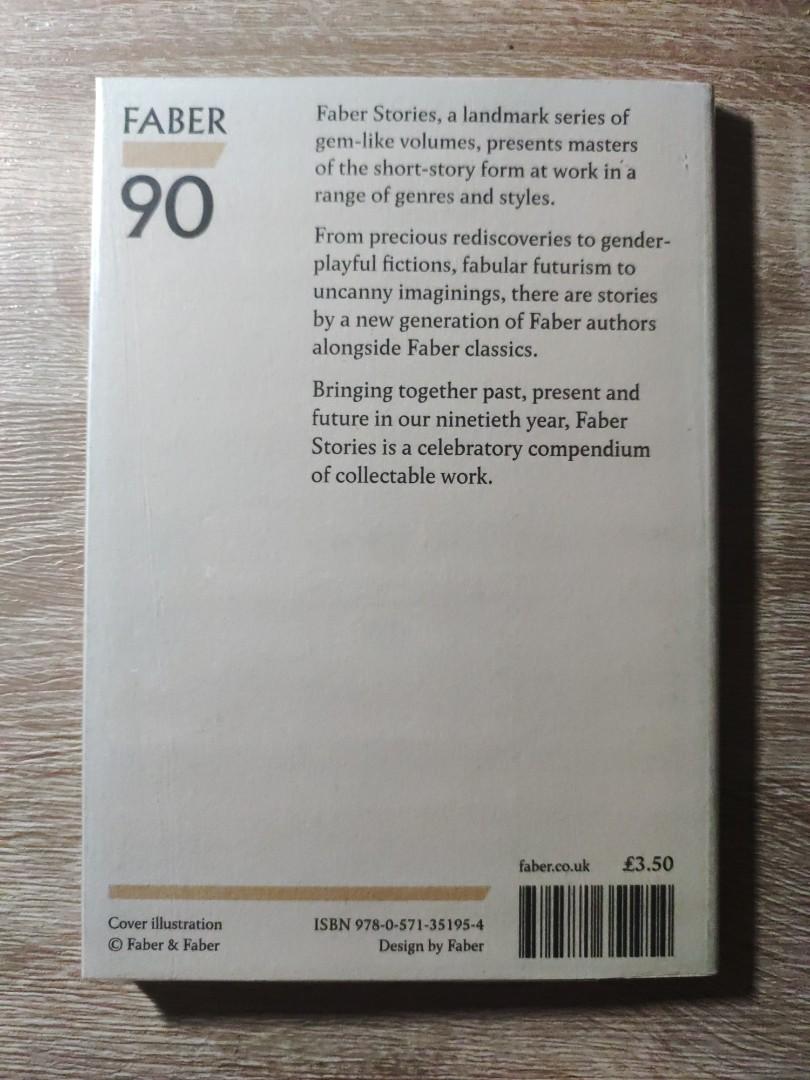 FABER
90
Faber Stories, a landmark series of
gem-like volumes, presents masters
of the short-story form at work in a
range of genres and styles.
From precious rediscoveries to gender-
playful fictions, fabular futurism to
uncanny imaginings, there are stories
by a new generation of Faber authors
alongside Faber classics.
Bringing together past, present and
future in our ninetieth year, Faber
Stories is a celebratory compendium
of collectable work.
faber.co.uk £3.50
Cover illustration
© Faber & Faber
ISBN 978-0-571-35195-4
Design by Faber